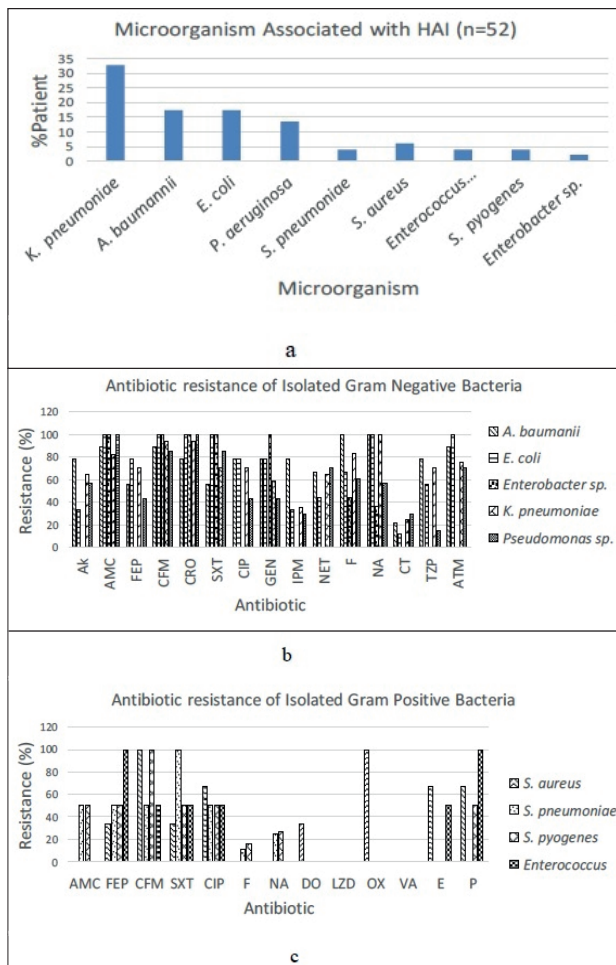 Microorganism Associated with HAI (n=52)
%Patient
35
30
25
20
15
10
5
0
K. pneumoniae
A. baumannii
E. coli
P. aeruginosa
S. pneumoniae
S. aureus
Enterococcus...
S. pyogenes
Enterobacter sp.
Microorganism
a
Antibiotic resistance of Isolated Gram Negative Bacteria
Resistance (%)
120
100
80
60
40
20
0
Ak
AMC
FEP
CFM
CRO
SXT
CIP
GEN
IPM
NET
F
NA
CT
TZP
ATM
Antibiotic
A. baumanii
E. coli
Enterobacter sp.
K. pneumoniae
Pseudomonas sp.
b
Antibiotic resistance of Isolated Gram Positive Bacteria
Resistance (%)
120
100
80
60
40
20
0
AMC FEP CFM SXT CIP F NA DO LZD OX VA E P
Antibiotic
S. aureus
S. pneumoniae
S. pyogenes
Enterococcus
c